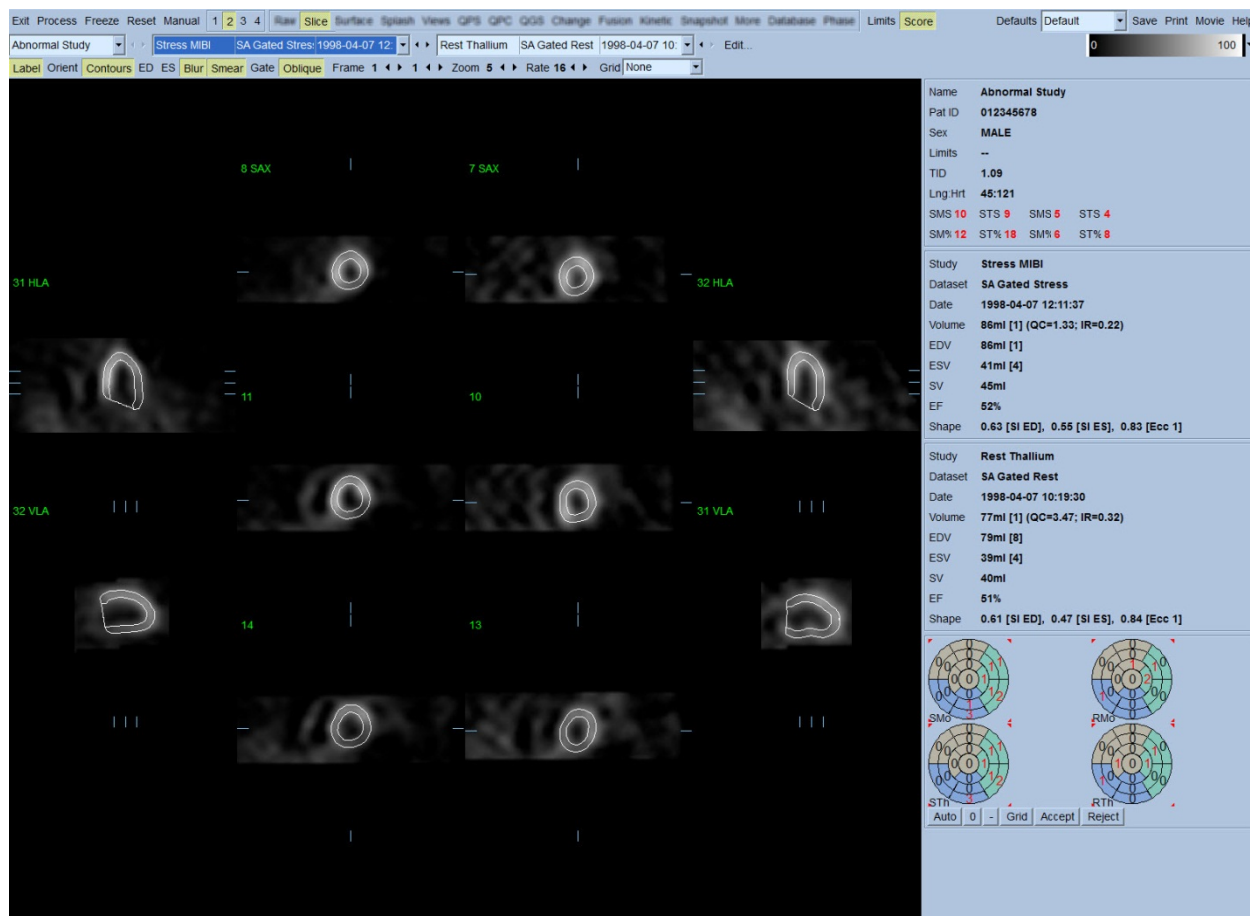 Exit Process Freeze Reset Manual 1 2 3 4 Raw Slice Surface Splash Views QPS QPC QGS Change Fusion Kinetic Snapshot More Database Phase Limits Score Defaults Default Save Print Movie Help
Abnormal Study Stress MIBI SA Gated Stres: 1998-04-07 12: Rest Thallium SA Gated Rest 1998-04-07 10: Edit...
0 100
Label Orient Contours ED ES Blur Smear Gate Oblique Frame 1 1 Zoom 5 Rate 16 Grid None
8 SAX
7 SAX
31 HLA
32 HLA
11
10
32 VLA
31 VLA
14
13
Name Abnormal Study
Pat ID 012345678
Sex MALE
Limits --
TID 1.09
Lng:Hrt 45:121
SMS 10 STS 9 SMS 5 STS 4
SM% 12 ST% 18 SM% 6 ST% 8
Study Stress MIBI
Dataset SA Gated Stress
Date 1998-04-07 12:11:37
Volume 86ml [1] (QC=1.33; IR=0.22)
EDV 86ml [1]
ESV 41ml [4]
SV 45ml
EF 52%
Shape 0.63 [SI ED], 0.55 [SI ES], 0.83 [Ecc 1]
Study Rest Thallium
Dataset SA Gated Rest
Date 1998-04-07 10:19:30
Volume 77ml [1] (QC=3.47; IR=0.32)
EDV 79ml [8]
ESV 39ml [4]
SV 40ml
EF 51%
Shape 0.61 [SI ED], 0.47 [SI ES], 0.84 [Ecc 1]
SMo
RMo
STh
RTh
Auto 0 - Grid Accept Reject